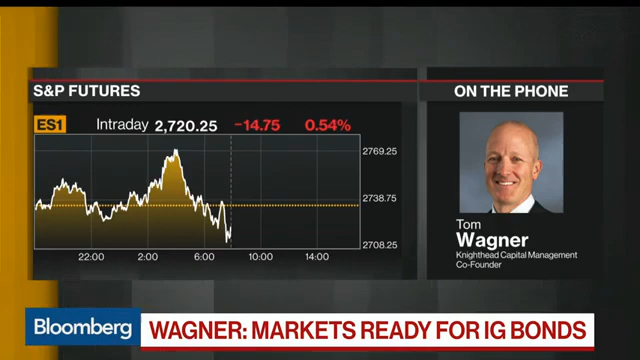 S&P FUTURES
ES1 Intraday 2,720.25 -14.75 0.54%
2769.25
2738.75
2708.25
22:00 2:00 6:00 10:00 14:00
ON THE PHONE
Tom
Wagner
Knighthead Capital Management
Co-Founder
Bloomberg
WAGNER: MARKETS READY FOR IG BONDS